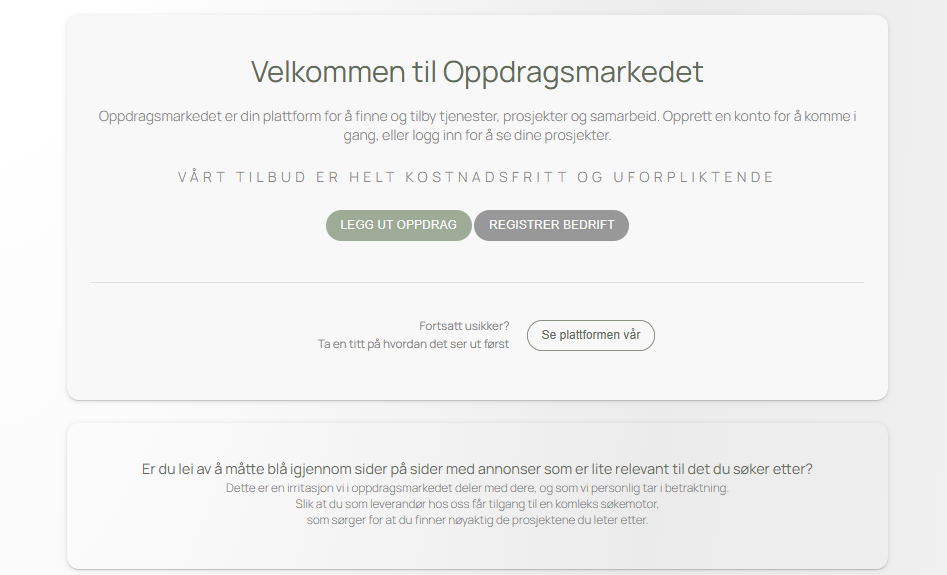 Velkommen til Oppdragsmarkedet
Oppdragsmarkedet er din plattform for å finne og tilby tjenester, prosjekter og samarbeid. Opprett en konto for å komme i
gang, eller logg inn for å se dine prosjekter.
VÅRT TILBUD ER HELT KOSTNADSFRITT OG UFORPLIKTENDE
LEGG UT OPPDRAG REGISTRER BEDRIFT
Fortsatt usikker?
Ta en titt på hvordan det ser ut først
Se plattformen vår
Er du lei av å måtte blå igjennom sider på sider med annonser som er lite relevant til det du søker etter?
Dette er en irritasjon vi i oppdragsmarkedet deler med dere, og som vi personlig tar i betraktning.
Slik at du som leverandør hos oss får tilgang til en komleks søkemotor,
som sørger for at du finner nøyaktig de prosjektene du leter etter.